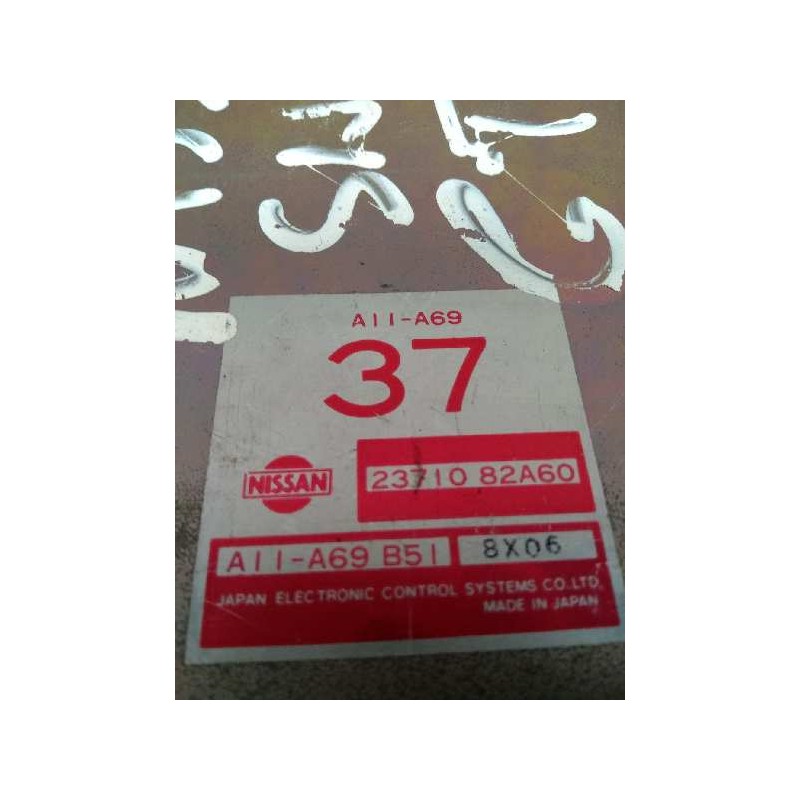 A11-A69
37
NISSAN
23710 82A60
A11-A69 B51
8X06
JAPAN ELECTRONIC CONTROL SYSTEMS CO.LTD.
MADE IN JAPAN